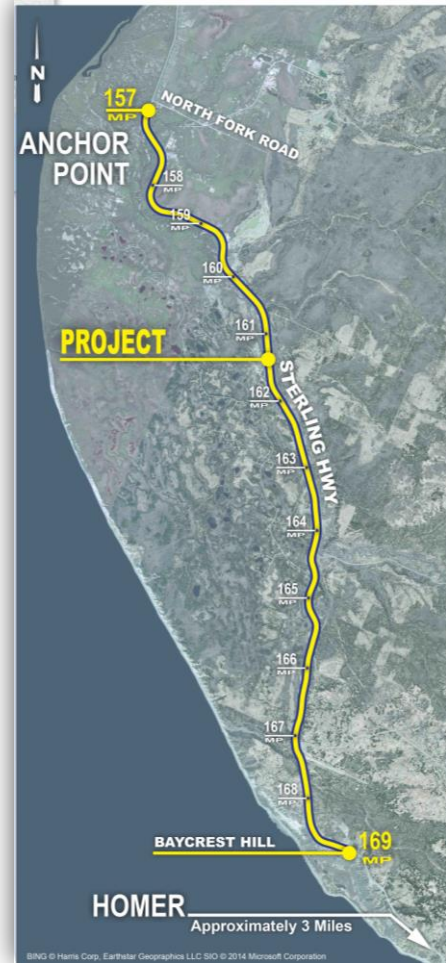 N
157
MP
NORTH FORK ROAD
ANCHOR
POINT
158
MP
159
MP
160
MP
161
MP
PROJECT
STERLING HWY
162
MP
163
MP
164
MP
165
MP
166
MP
167
MP
168
MP
BAYCREST HILL
169
MP
HOMER
Approximately 3 Miles
BING © Harris Corp, Earthstar Geographics LLC SIO © 2014 Microsoft Corporation